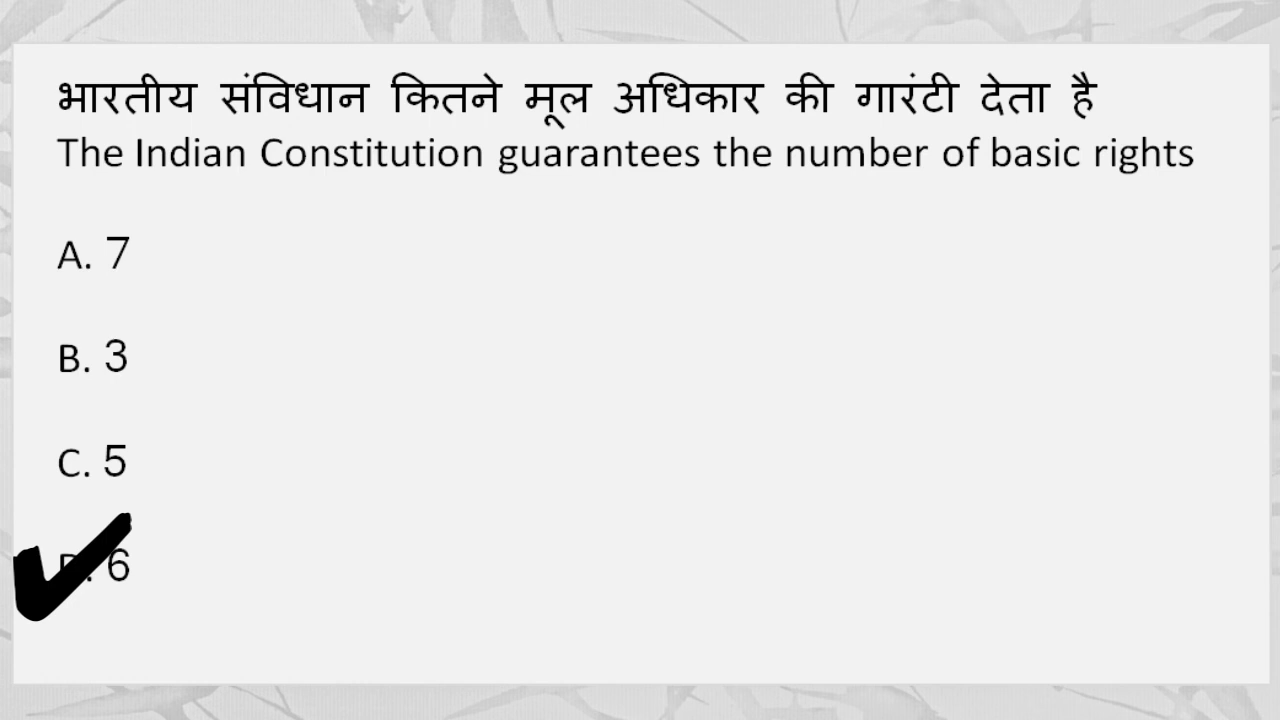 भारतीय संविधान कितने मूल अधिकार की गारंटी देता है
The Indian Constitution guarantees the number of basic rights
A. 7
B. 3
C. 5
D. 6